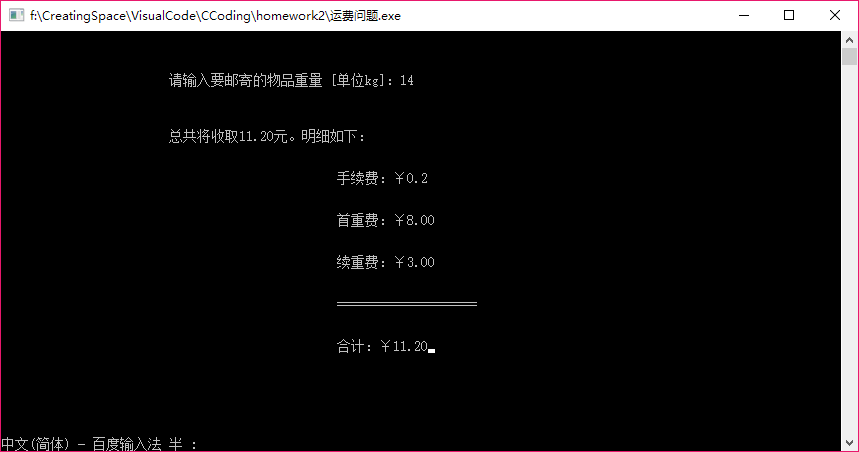 f:\CreatingSpace\VisualCode\CCoding\homework2\运费问题.exe
请输入要邮寄的物品重量 [单位kg]: 14
总共将收取11.20元。明细如下:
手续费: ¥0.2
首重费: ¥8.00
续重费: ¥3.00
====================
合计: ¥11.20
中文(简体) - 百度输入法 半 :